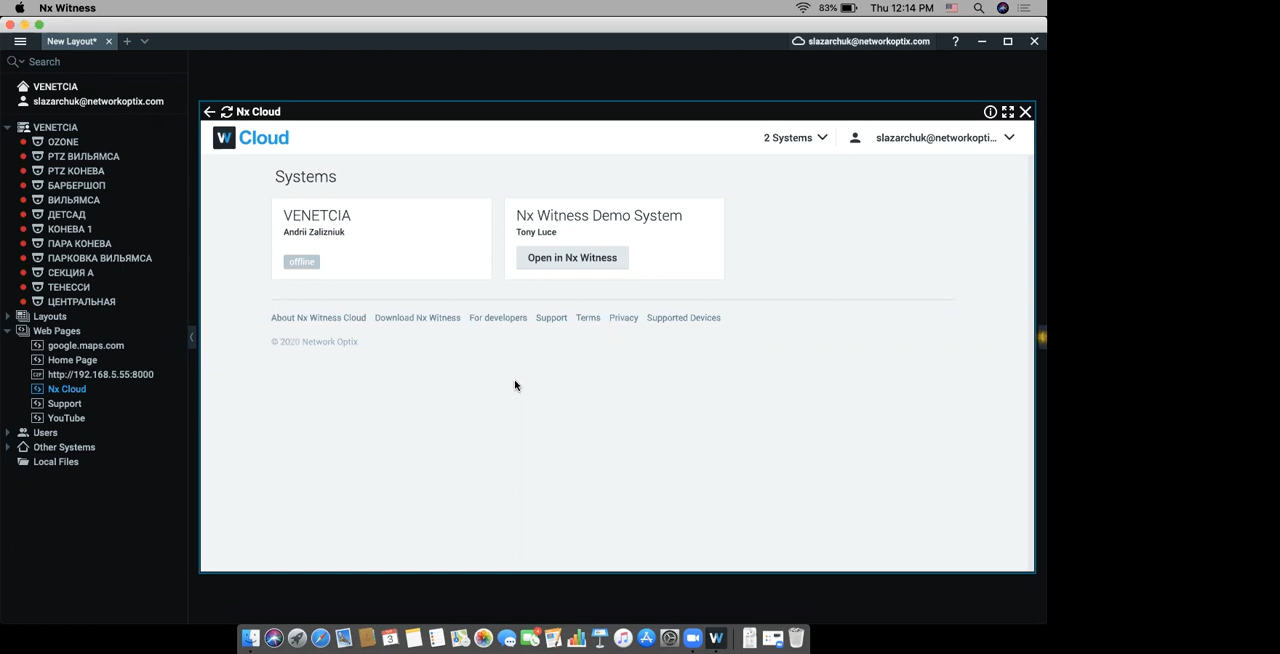 Nx Witness
83%
Thu 12:14 PM
New Layout*
slazarchuk@networkoptix.com
?
Search
VENETCIA
slazarchuk@networkoptix.com
VENETCIA
OZONE
PTZ ВИЛЬЯМСА
PTZ КОНЕВА
БАРБЕРШОП
ВИЛЬЯМСА
ДЕТСАД
КОНЕВА 1
ПАРА КОНЕВА
ПАРКОВКА ВИЛЬЯМСА
СЕКЦИЯ А
ТЕНЕССИ
ЦЕНТРАЛЬНАЯ
Layouts
Web Pages
google.maps.com
Home Page
http://192.168.5.55:8000
Nx Cloud
Support
YouTube
Users
Other Systems
Local Files
Nx Cloud
W Cloud
2 Systems
slazarchuk@networkopti...
Systems
VENETCIA
Andrii Zalizniuk
offline
Nx Witness Demo System
Tony Luce
Open in Nx Witness
About Nx Witness Cloud Download Nx Witness For developers Support Terms Privacy Supported Devices
© 2020 Network Optix
3
W